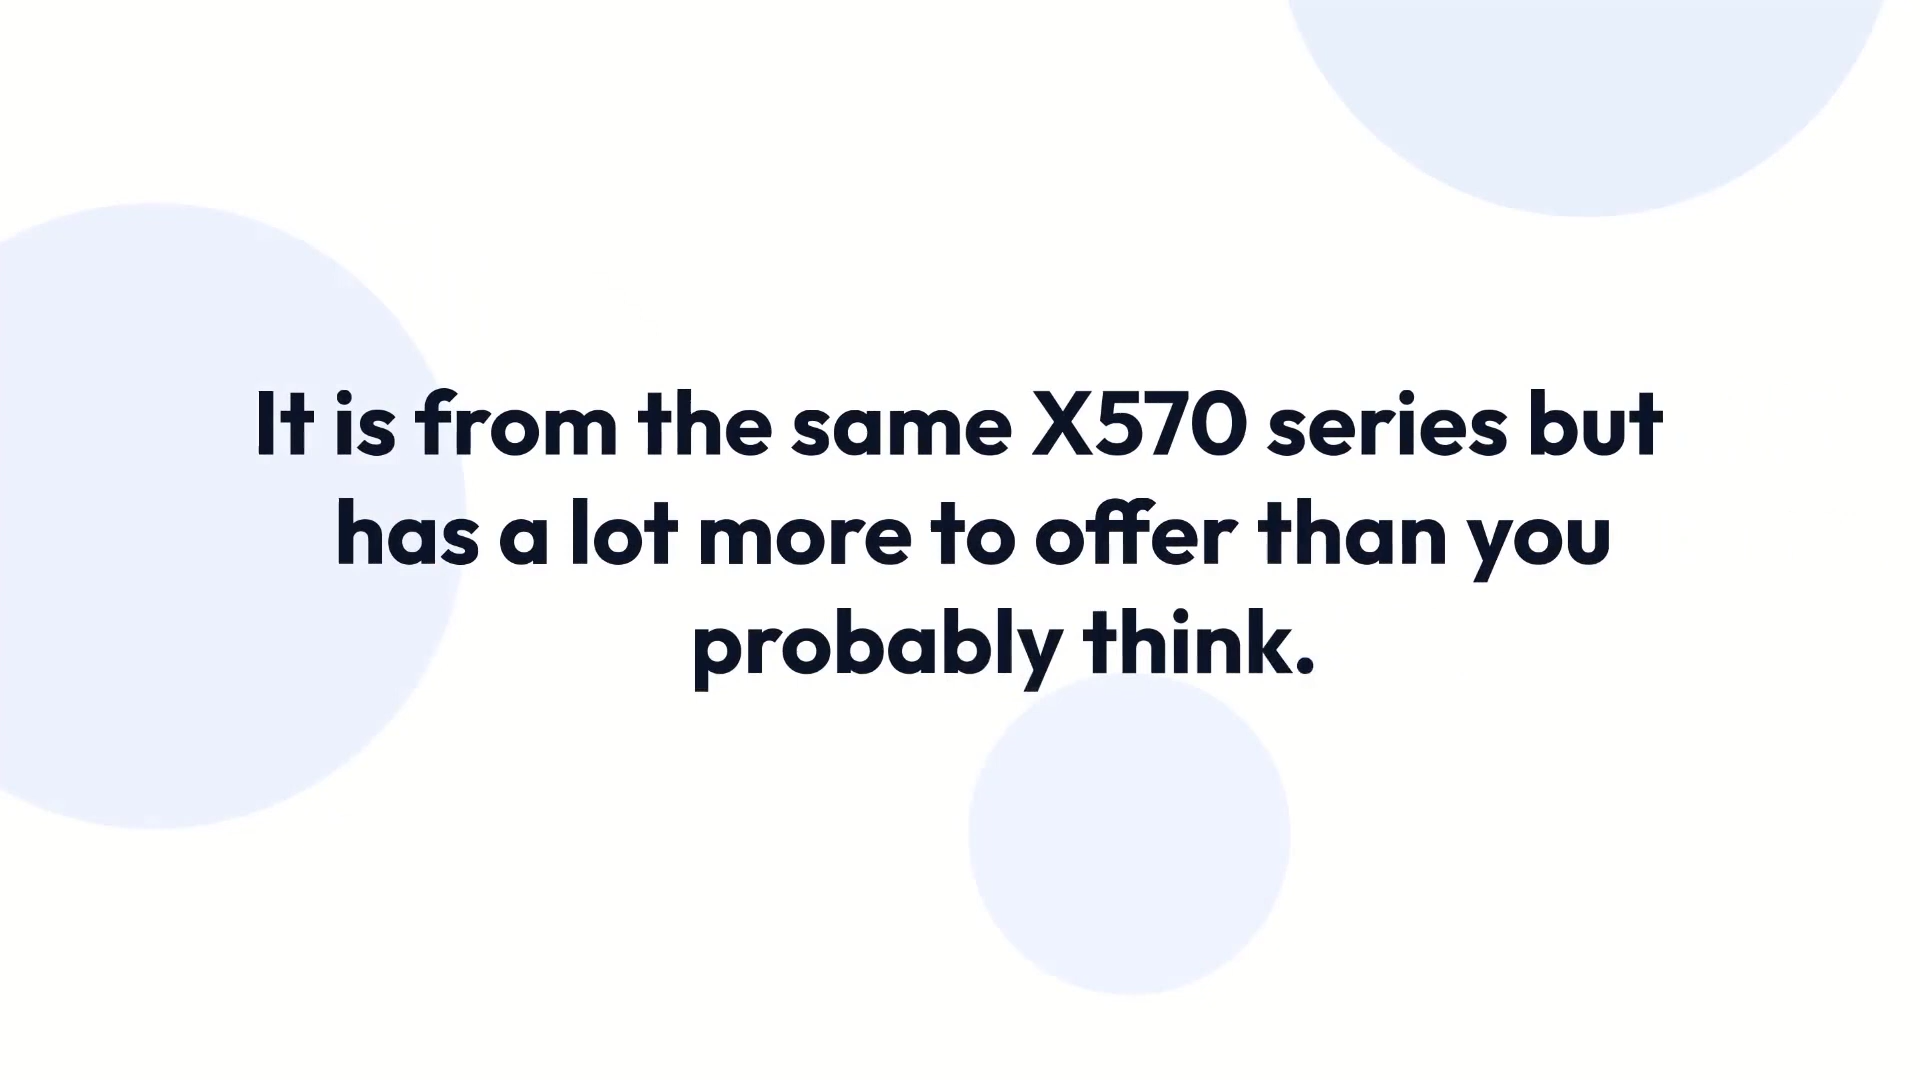 It is from the same X570 series but
has a lot more to offer than you
probably think.